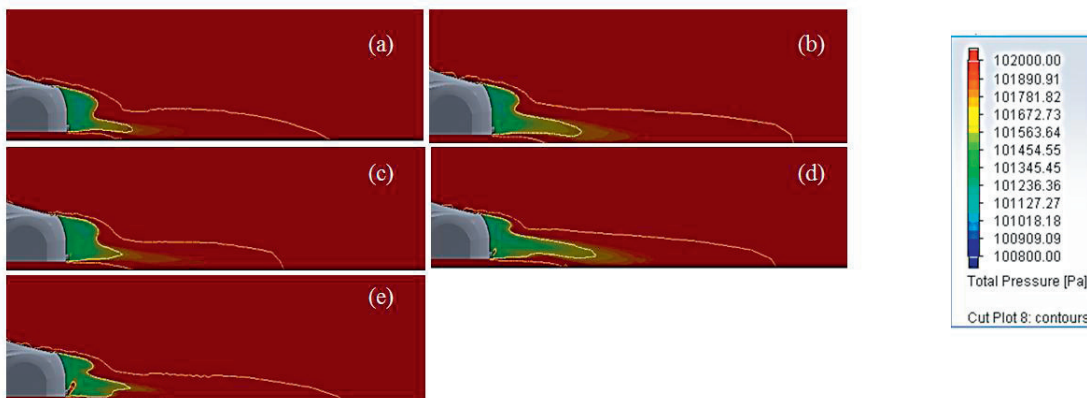 (a)
(b)
(c)
(d)
(e)
102000.00
101890.91
101781.82
101672.73
101563.64
101454.55
101345.45
101236.36
101127.27
101018.18
100909.09
100800.00
Total Pressure [Pa]
Cut Plot 8: contours